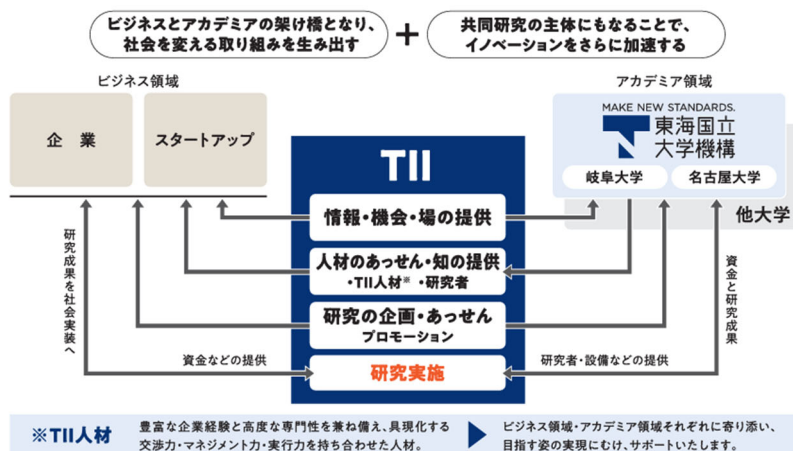 ビジネスとアカデミアの架け橋となり、
社会を変える取り組みを生み出す
+
共同研究の主体にもなることで、
イノベーションをさらに加速する
ビジネス領域
アカデミア領域
企業
スタートアップ
MAKE NEW STANDARDS.
東海国立
大学機構
岐阜大学
名古屋大学
他大学
TII
情報・機会・場の提供
人材のあっせん・知の提供
・TII人材※ ・研究者
研究の企画・あっせん
プロモーション
研究実施
研究成果を社会実装へ
資金などの提供
研究者・設備などの提供
資金と研究成果
※TII人材
豊富な企業経験と高度な専門性を兼ね備え、具現化する
交渉力・マネジメント力・実行力を持ち合わせた人材。
ビジネス領域・アカデミア領域それぞれに寄り添い、
目指す姿の実現にむけ、サポートいたします。